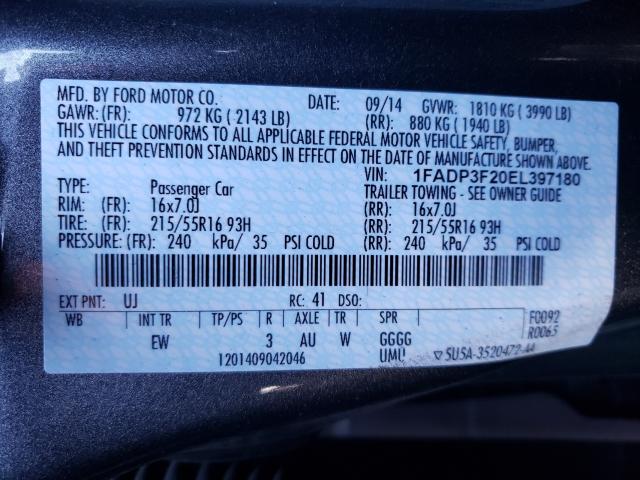 MFD. BY FORD MOTOR CO. DATE: 09/14 GVWR: 1810 KG ( 3990 LB)
GAWR: (FR): 972 KG ( 2143 LB) (RR): 880 KG ( 1940 LB)
THIS VEHICLE CONFORMS TO ALL APPLICABLE FEDERAL MOTOR VEHICLE SAFETY, BUMPER,
AND THEFT PREVENTION STANDARDS IN EFFECT ON THE DATE OF MANUFACTURE SHOWN ABOVE.
VIN: 1FADP3F20EL397180
TYPE: Passenger Car TRAILER TOWING - SEE OWNER GUIDE
RIM: (FR): 16x7.0J (RR): 16x7.0J
TIRE: (FR): 215/55R16 93H (RR): 215/55R16 93H
PRESSURE: (FR): 240 kPa/ 35 PSI COLD (RR): 240 kPa/ 35 PSI COLD
EXT PNT: UJ RC: 41 DSO:
WB INT TR TP/PS R AXLE TR SPR F0092
EW 3 AU W GGGG R0065
1201409042046 UMU ▽ 5U5A-3520472-AA